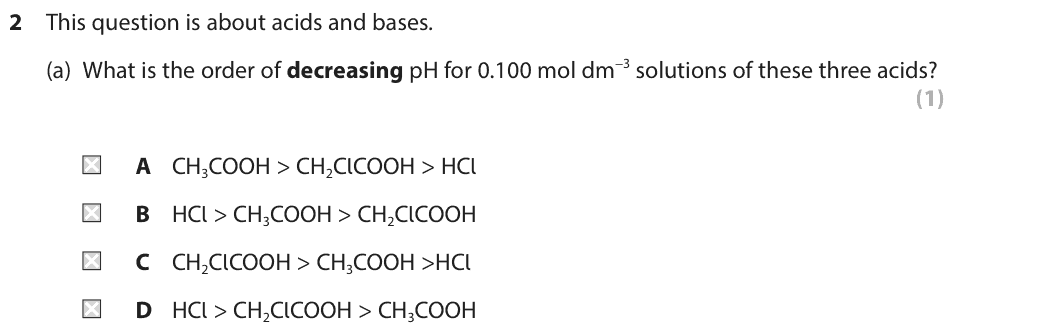 2 This question is about acids and bases.
(a) What is the order of decreasing pH for 0.100 mol dm⁻³ solutions of these three acids?
(1)
A CH₃COOH > CH₂ClCOOH > HCl
B HCl > CH₃COOH > CH₂ClCOOH
C CH₂ClCOOH > CH₃COOH >HCl
D HCl > CH₂ClCOOH > CH₃COOH